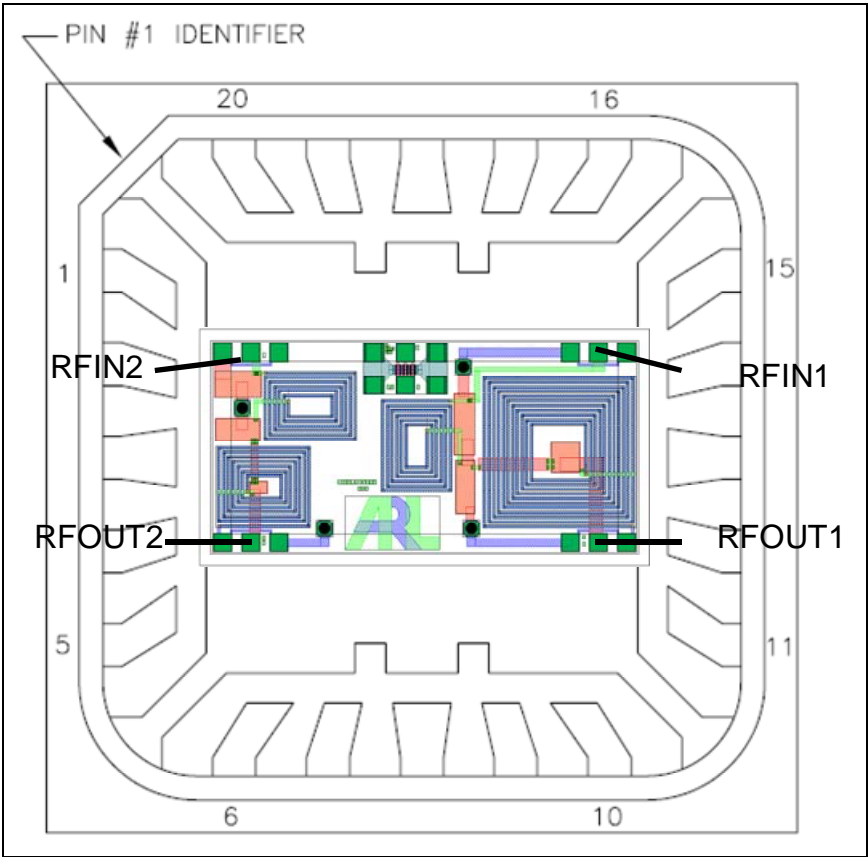 PIN #1 IDENTIFIER
20 16
1 15
RFIN2 RFIN1
ARL
RFOUT2 RFOUT1
5 11
6 10